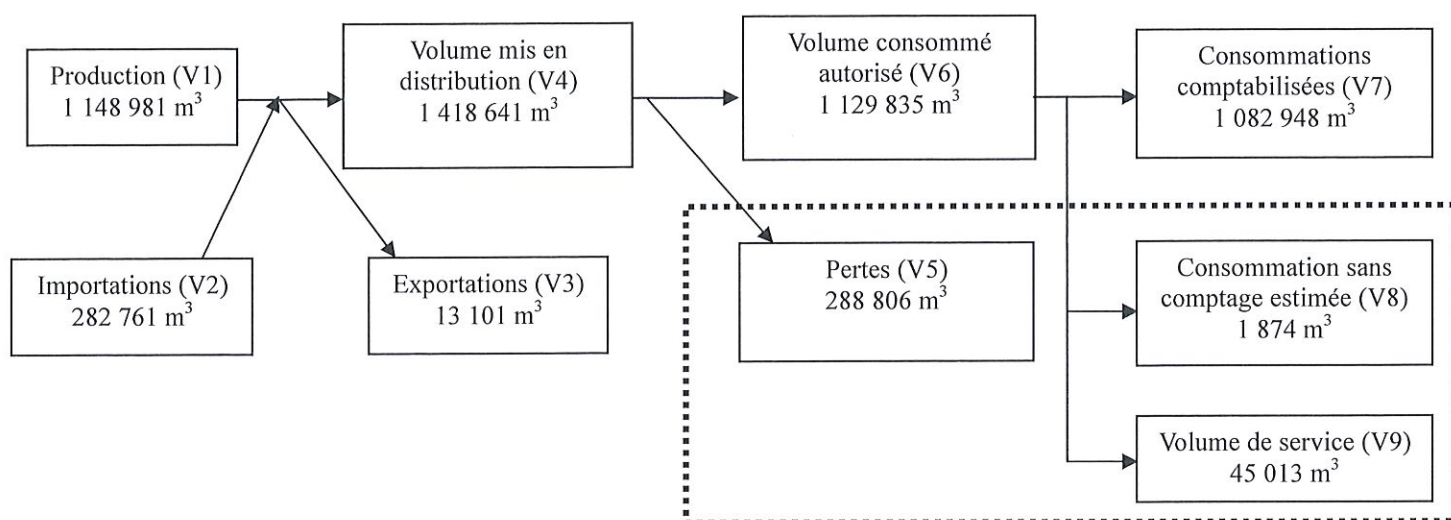 Production (V1)
1 148 981 m³
Volume mis en
distribution (V4)
1 418 641 m³
Volume consommé
autorisé (V6)
1 129 835 m³
Consommations
comptabilisées (V7)
1 082 948 m³
Importations (V2)
282 761 m³
Exportations (V3)
13 101 m³
Pertes (V5)
288 806 m³
Consommation sans
comptage estimée (V8)
1 874 m³
Volume de service (V9)
45 013 m³